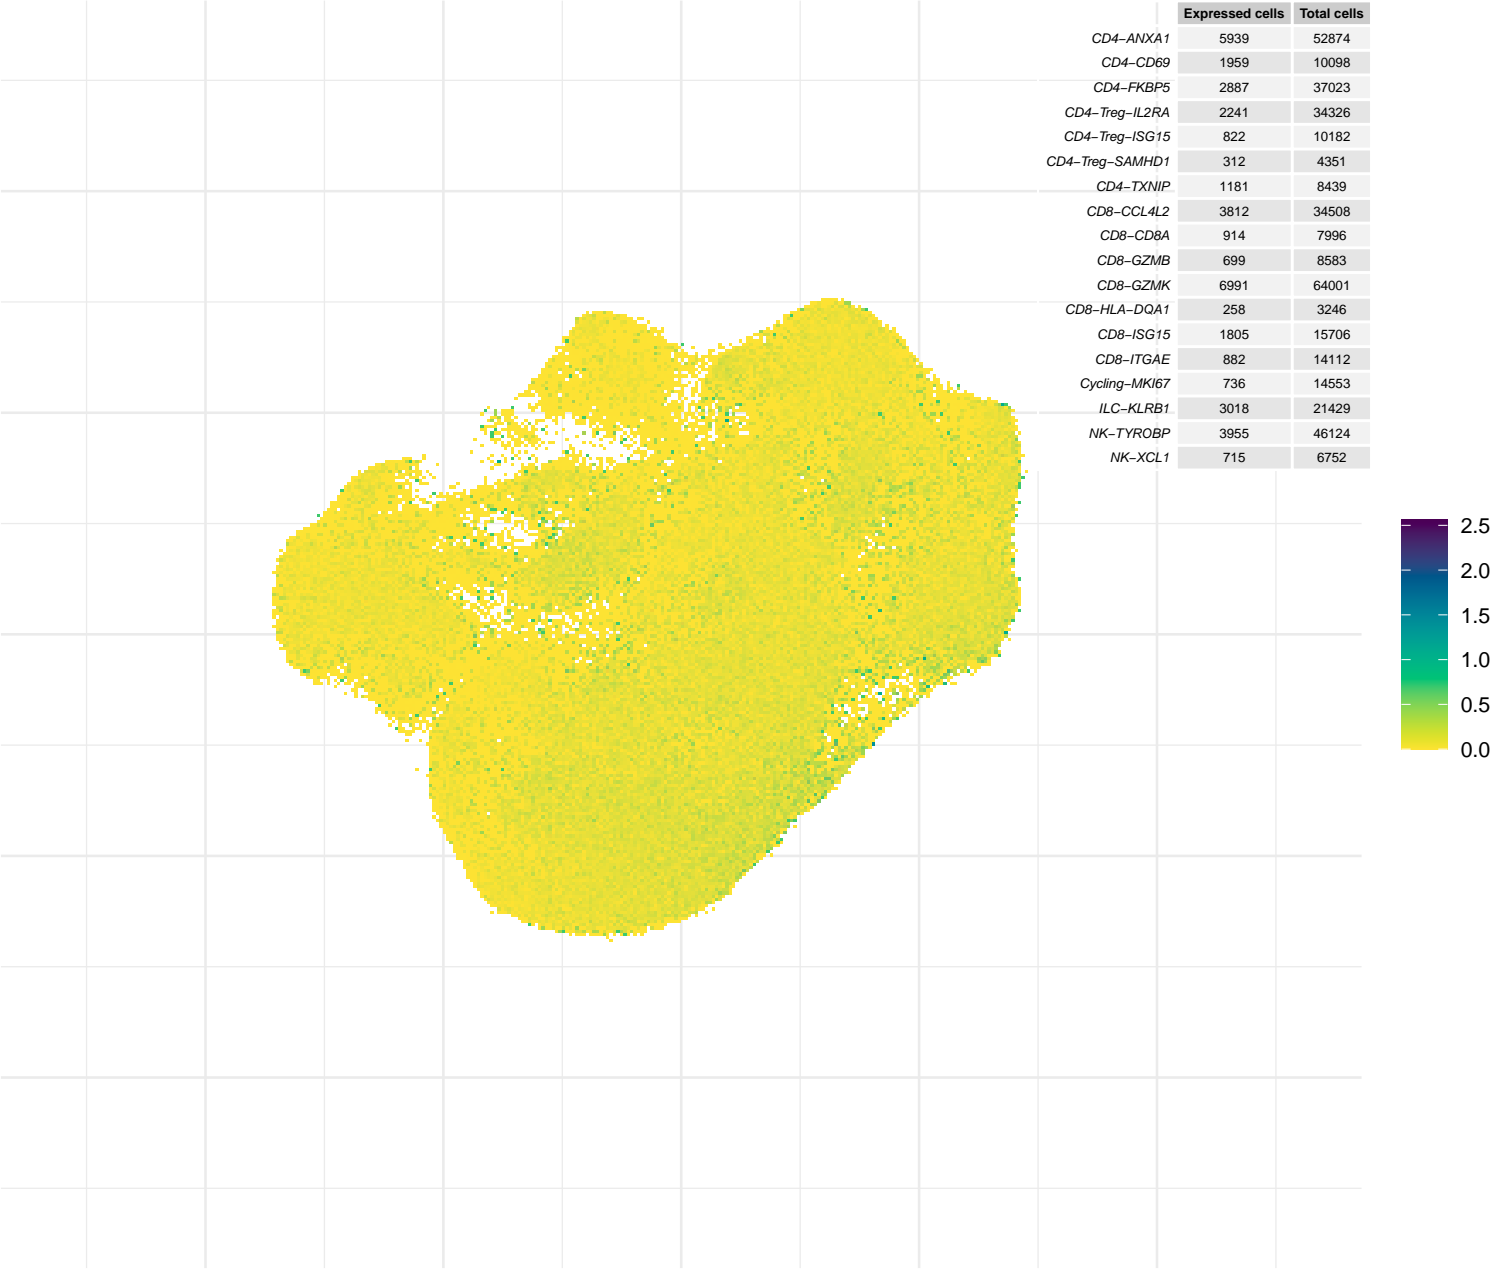 Expressed cells Total cells
CD4−ANXA1 5939 52874
CD4−CD69 1959 10098
CD4−FKBP5 2887 37023
CD4−Treg−IL2RA 2241 34326
CD4−Treg−ISG15 822 10182
CD4−Treg−SAMHD1 312 4351
CD4−TXNIP 1181 8439
CD8−CCL4L2 3812 34508
CD8−CD8A 914 7996
CD8−GZMB 699 8583
CD8−GZMK 6991 64001
CD8−HLA−DQA1 258 3246
CD8−ISG15 1805 15706
CD8−ITGAE 882 14112
Cycling−MKI67 736 14553
ILC−KLRB1 3018 21429
NK−TYROBP 3955 46124
NK−XCL1 715 6752
2.5
2.0
1.5
1.0
0.5
0.0